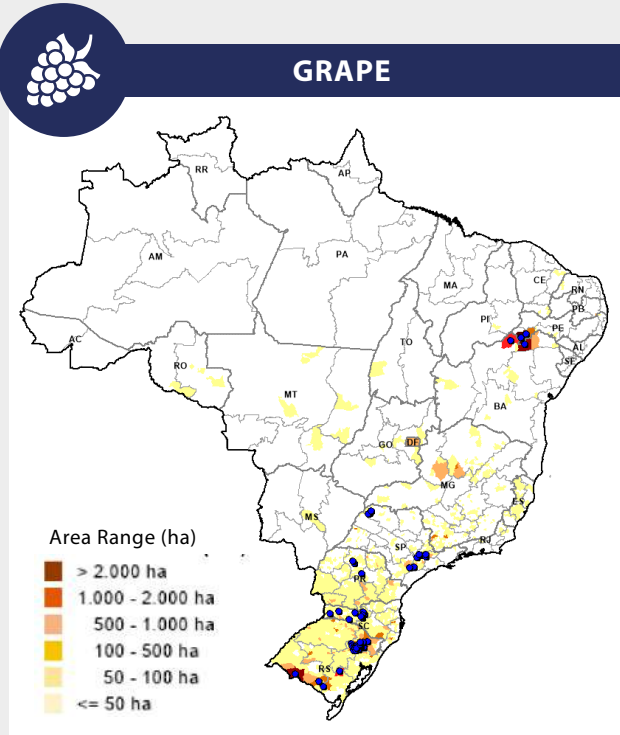 GRAPE
RR
AP
AM
PA
MA
CE
RN
PB
PI
PE
AL
SE
AC
TO
RO
MT
BA
GO
DF
MG
ES
MS
SP
RJ
PR
SC
RS
Area Range (ha)
> 2.000 ha
1.000 - 2.000 ha
500 - 1.000 ha
100 - 500 ha
50 - 100 ha
<= 50 ha